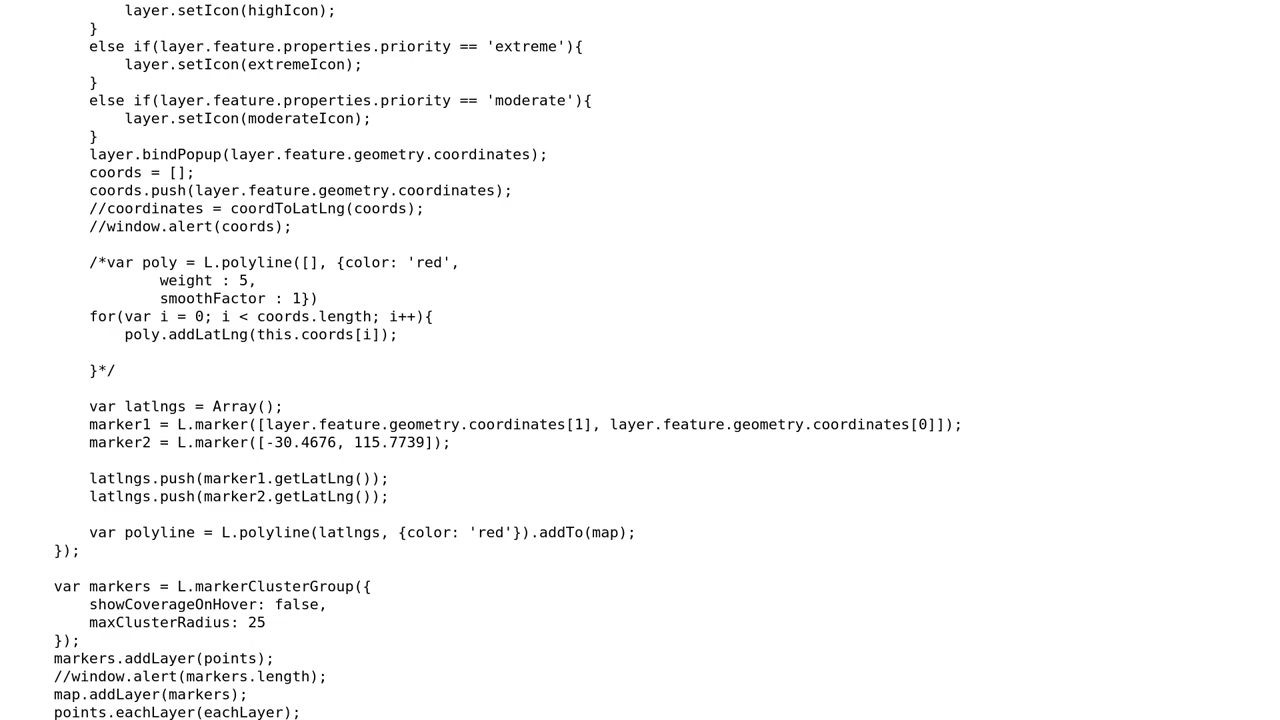 layer.setIcon(highIcon);
}
else if(layer.feature.properties.priority == 'extreme'){
layer.setIcon(extremeIcon);
}
else if(layer.feature.properties.priority == 'moderate'){
layer.setIcon(moderateIcon);
}
layer.bindPopup(layer.feature.geometry.coordinates);
coords = [];
coords.push(layer.feature.geometry.coordinates);
//coordinates = coordToLatLng(coords);
//window.alert(coords);
/*var poly = L.polyline([], {color: 'red',
weight : 5,
smoothFactor : 1})
for(var i = 0; i < coords.length; i++){
poly.addLatLng(this.coords[i]);
}*/
var latlngs = Array();
marker1 = L.marker([layer.feature.geometry.coordinates[1], layer.feature.geometry.coordinates[0]]);
marker2 = L.marker([-30.4676, 115.7739]);
latlngs.push(marker1.getLatLng());
latlngs.push(marker2.getLatLng());
var polyline = L.polyline(latlngs, {color: 'red'}).addTo(map);
});
var markers = L.markerClusterGroup({
showCoverageOnHover: false,
maxClusterRadius: 25
});
markers.addLayer(points);
//window.alert(markers.length);
map.addLayer(markers);
points.eachLayer(eachLayer);